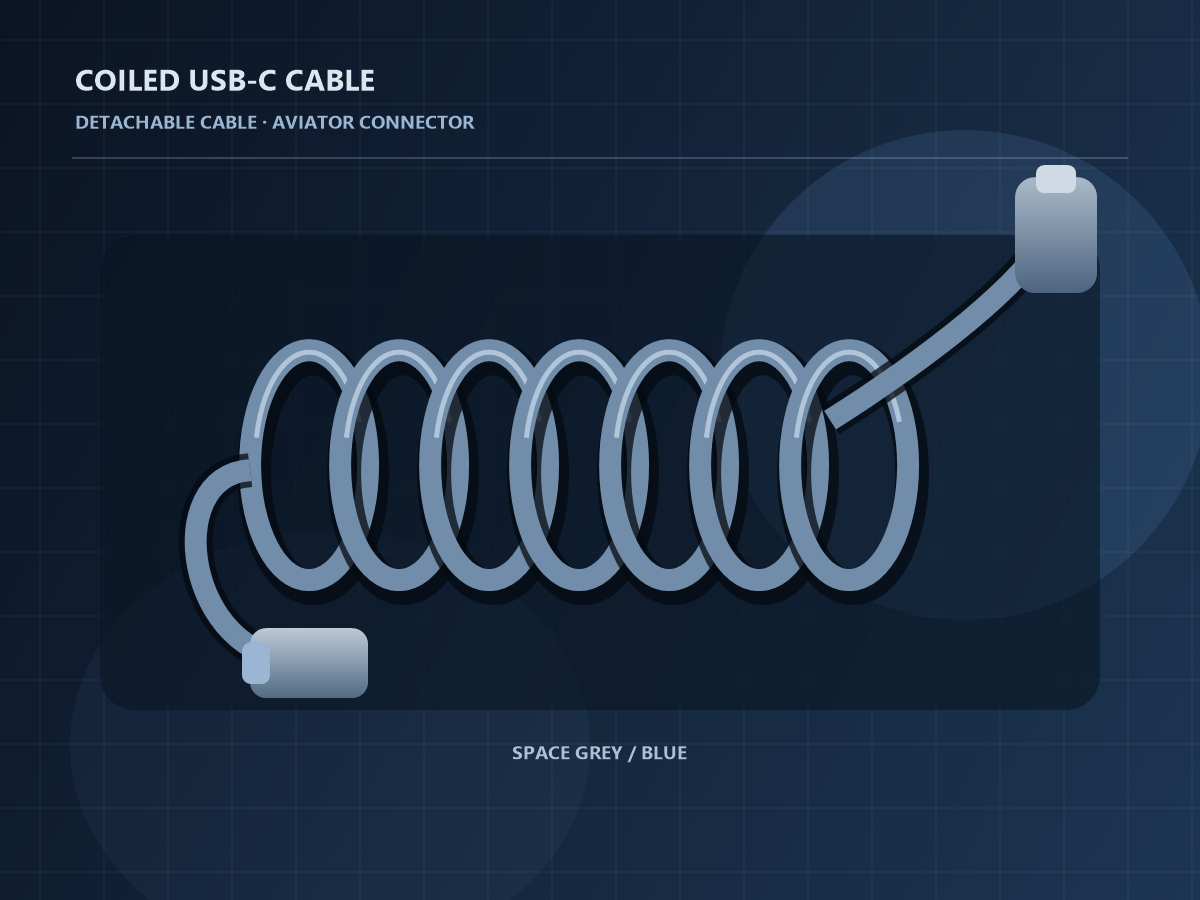 COILED USB-C CABLE
DETACHABLE CABLE · AVIATOR CONNECTOR
SPACE GREY / BLUE